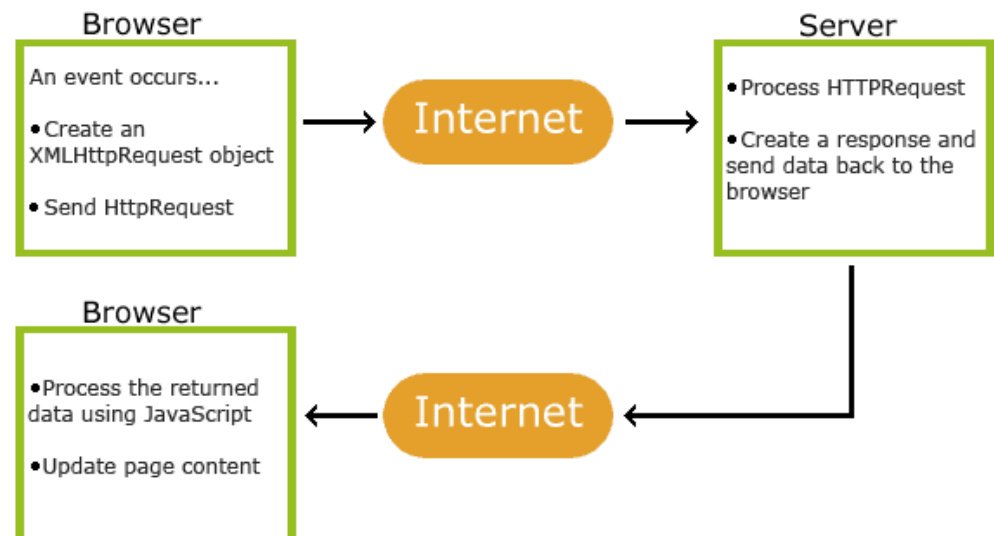 Browser
An event occurs...
•Create an
XMLHttpRequest object
•Send HttpRequest
Internet
Server
•Process HTTPRequest
•Create a response and
send data back to the
browser
Browser
•Process the returned
data using JavaScript
•Update page content
Internet